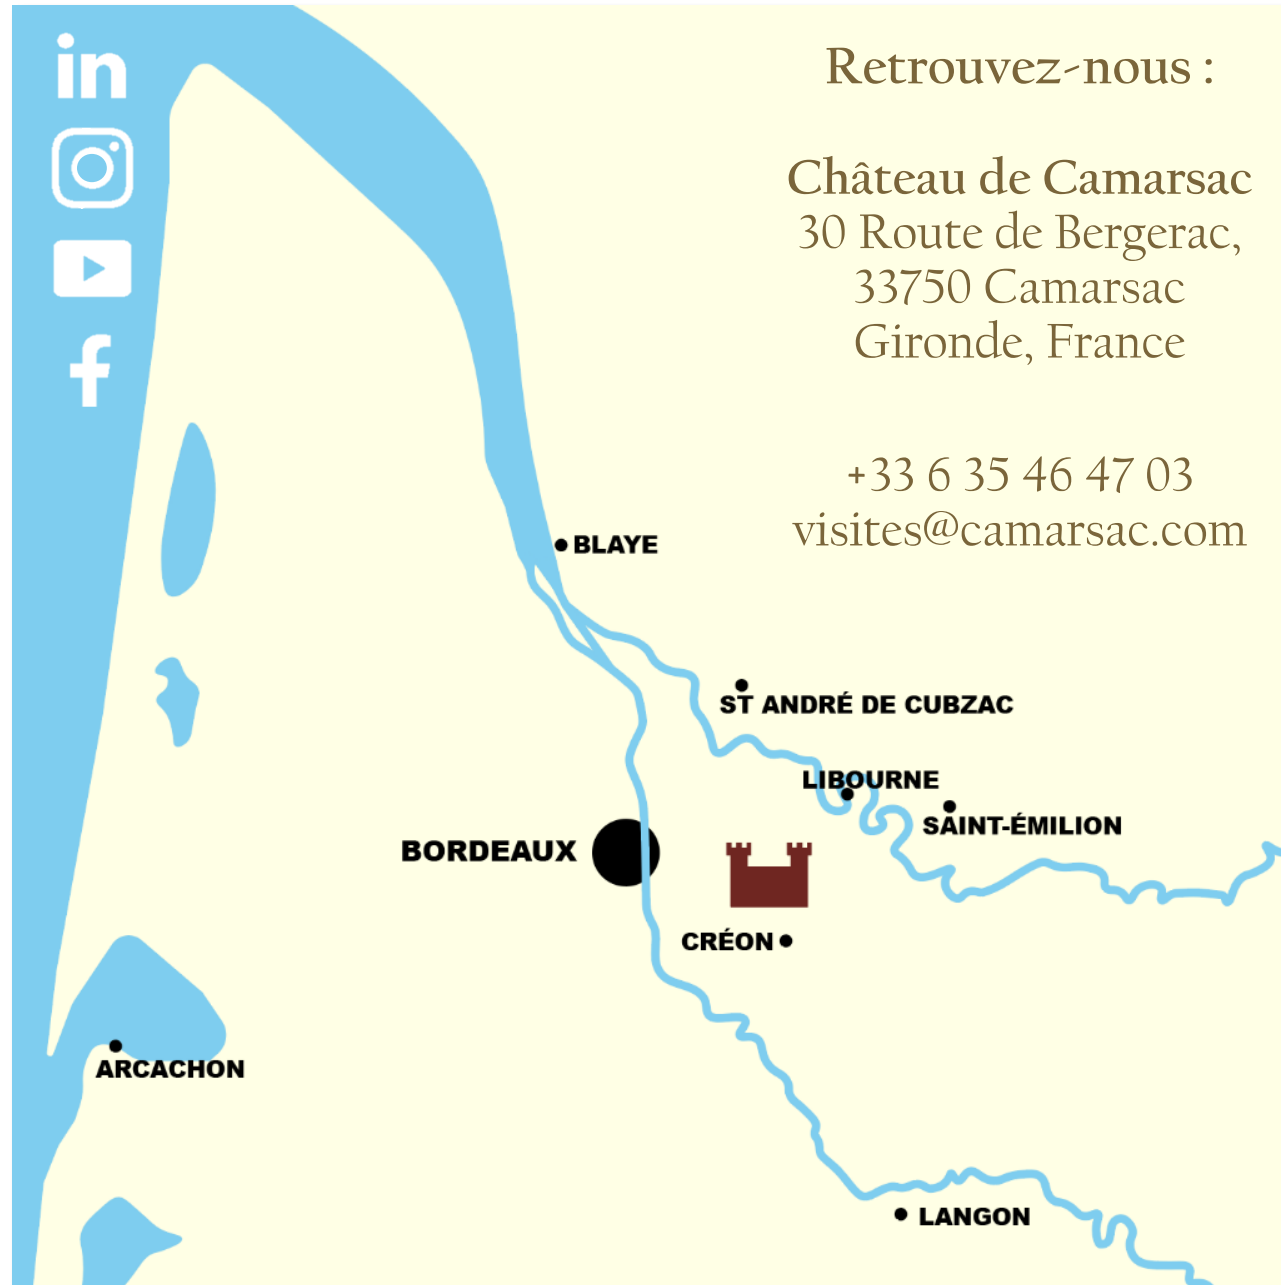 in
Retrouvez-nous :
Château de Camarsac
30 Route de Bergerac,
33750 Camarsac
Gironde, France
+33 6 35 46 47 03
visites@camarsac.com
BLAYE
ST ANDRÉ DE CUBZAC
LIBOURNE
SAINT-ÉMILION
BORDEAUX
CRÉON
ARCACHON
LANGON